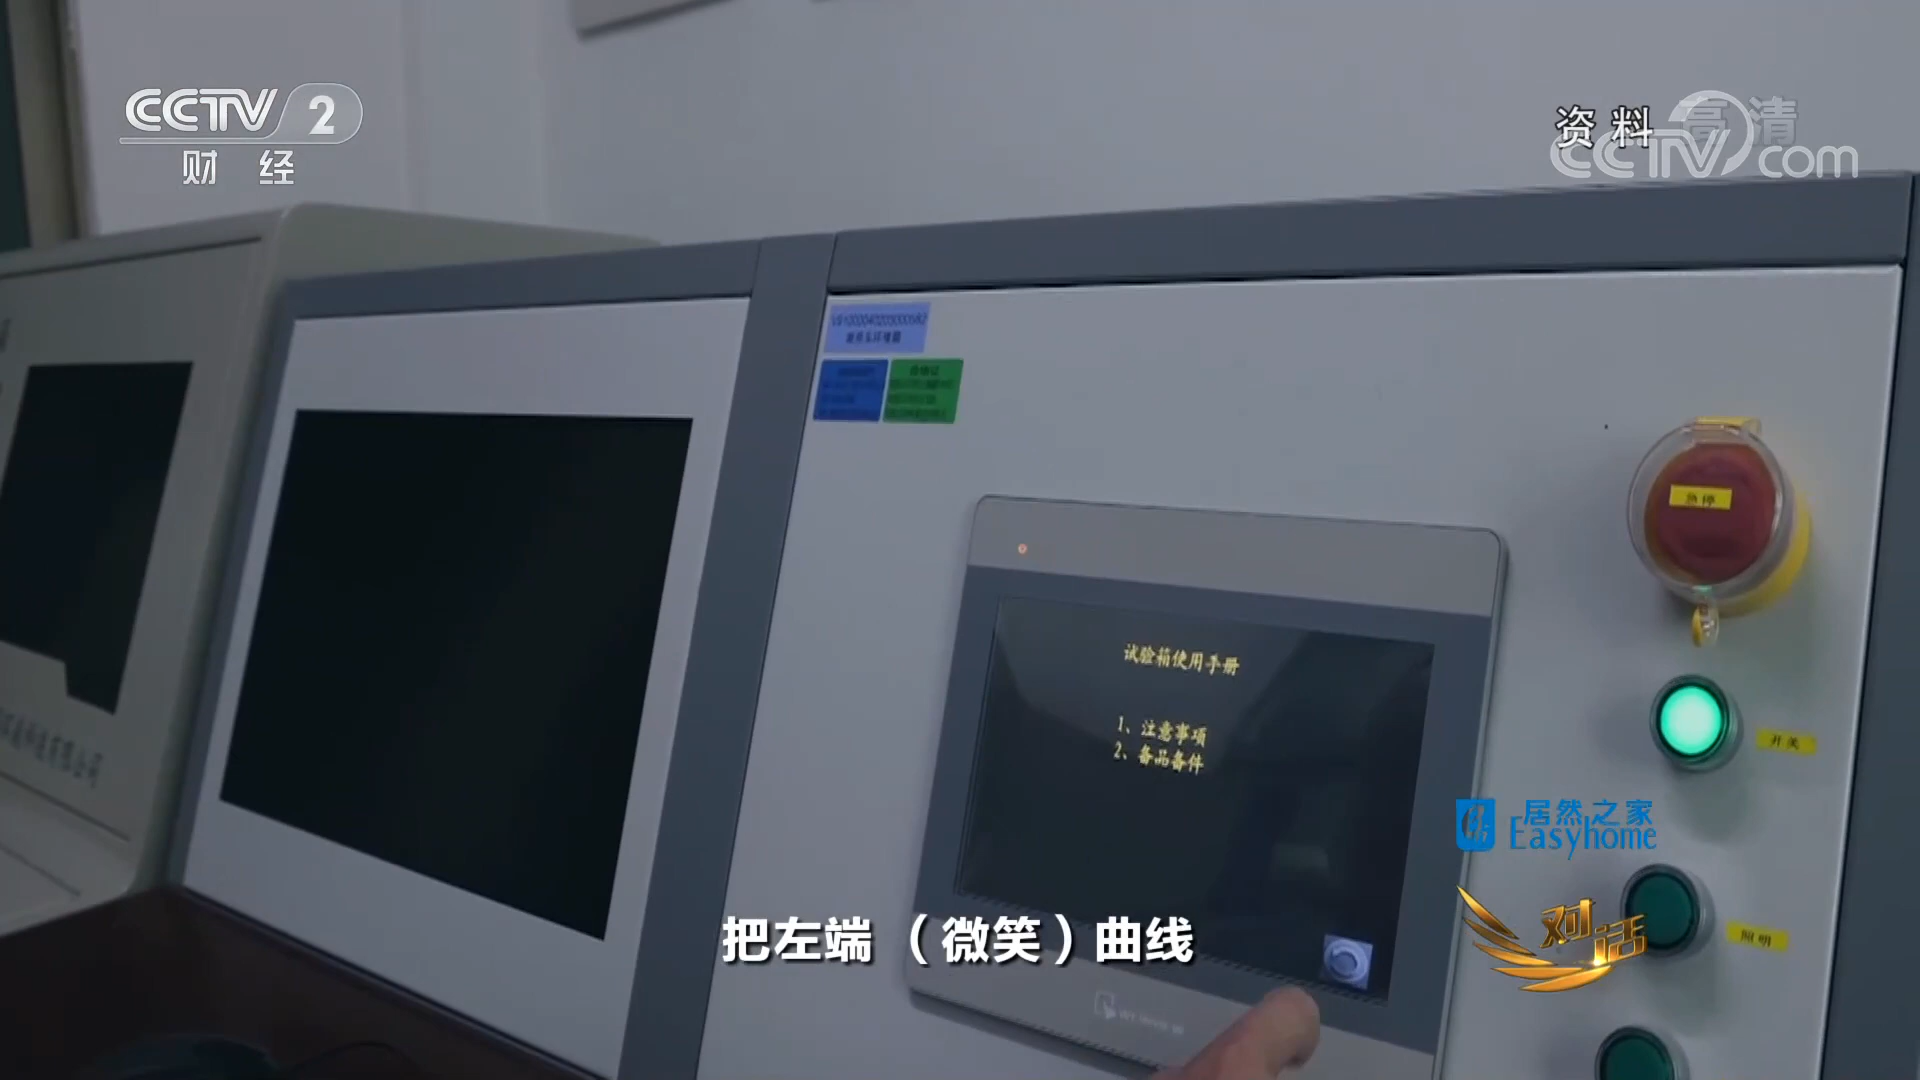 CCTV 2
财 经
资料
高清
CCTV com
急停
试验箱使用手册
1、注意事项
2、备品备件
开关
居然之家
Easyhome
照明
对话
把左端（微笑）曲线